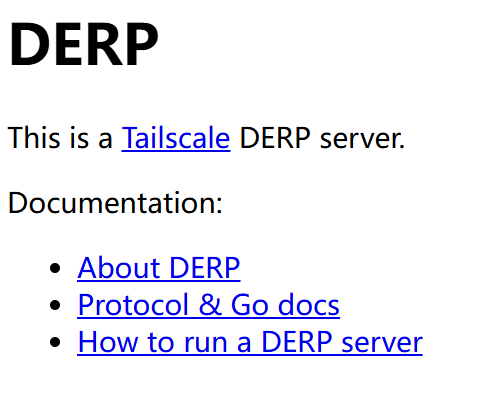 DERP
This is a Tailscale DERP server.
Documentation:
About DERP
Protocol & Go docs
How to run a DERP server